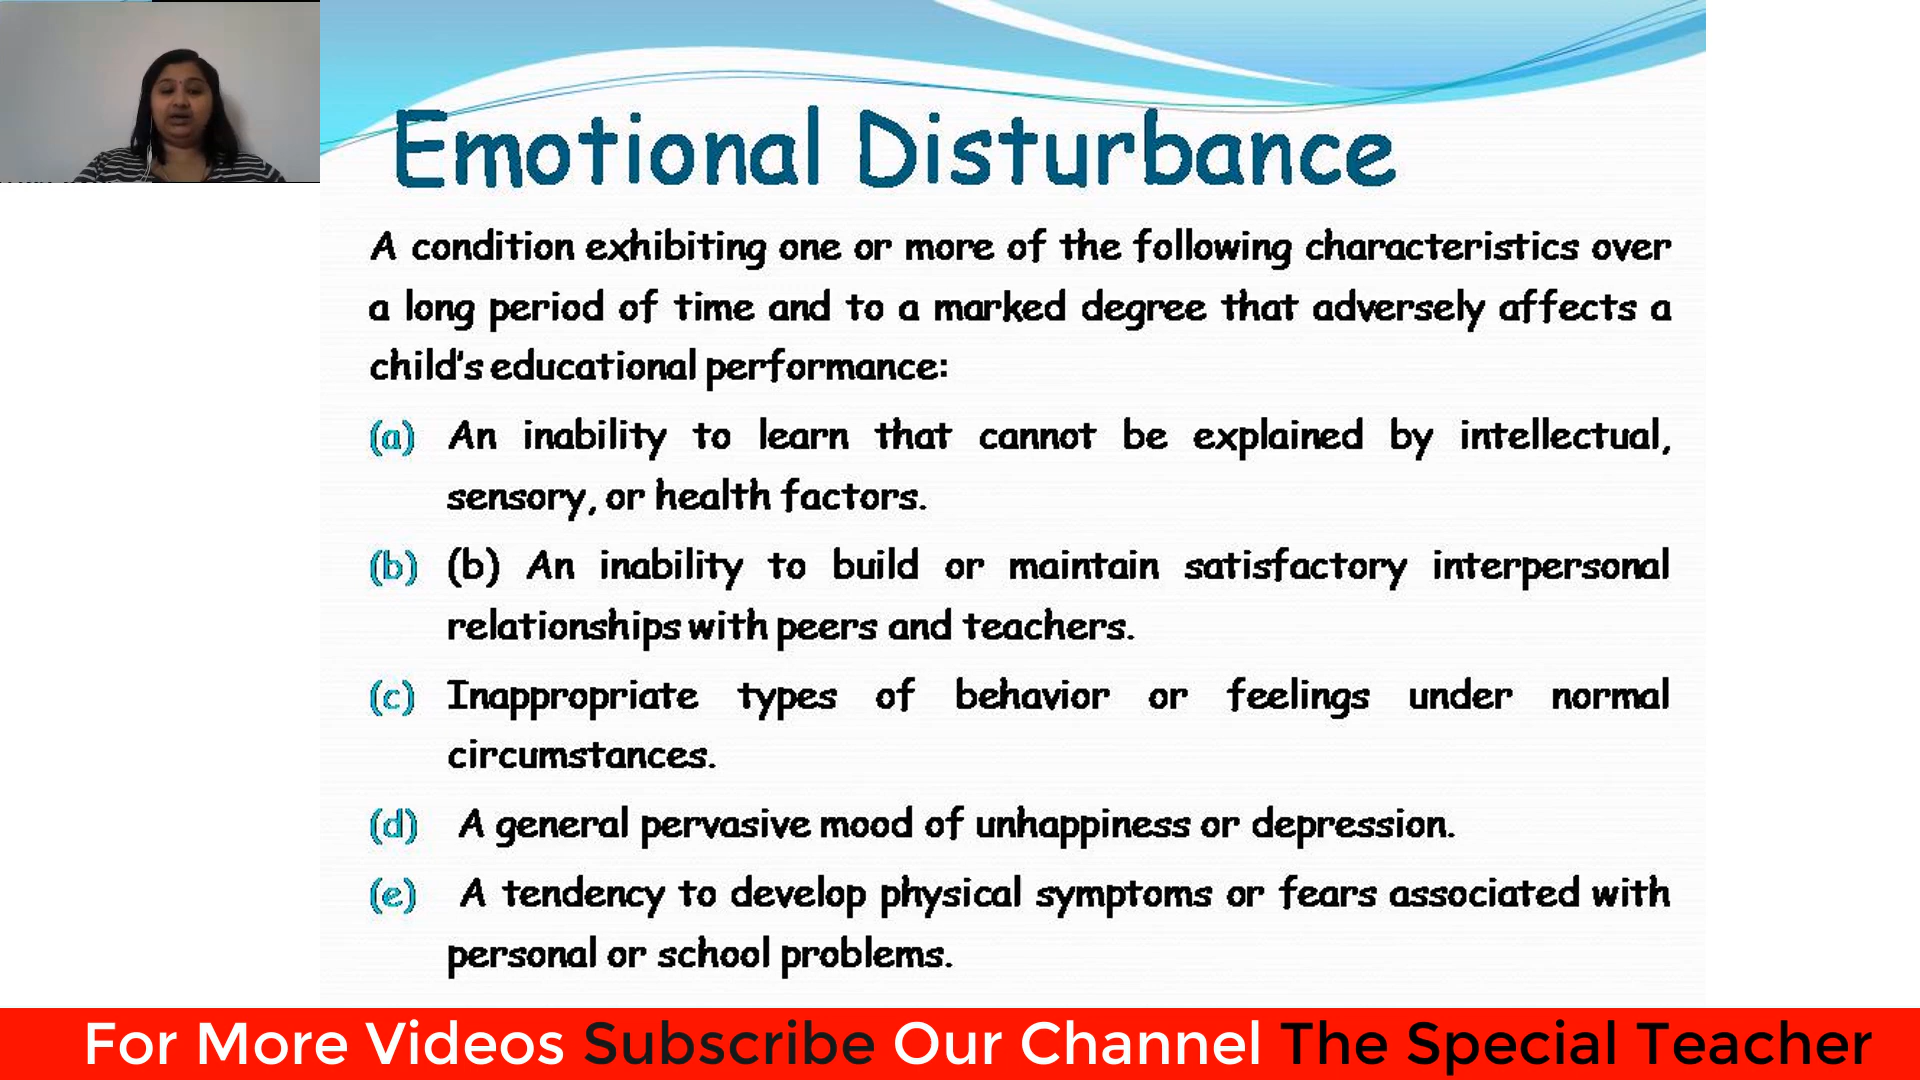 Emotional Disturbance
A condition exhibiting one or more of the following characteristics over
a long period of time and to a marked degree that adversely affects a
child's educational performance:
(a) An inability to learn that cannot be explained by intellectual,
sensory, or health factors.
(b) (b) An inability to build or maintain satisfactory interpersonal
relationships with peers and teachers.
(c) Inappropriate types of behavior or feelings under normal
circumstances.
(d) A general pervasive mood of unhappiness or depression.
(e) A tendency to develop physical symptoms or fears associated with
personal or school problems.
For More Videos Subscribe Our Channel The Special Teacher